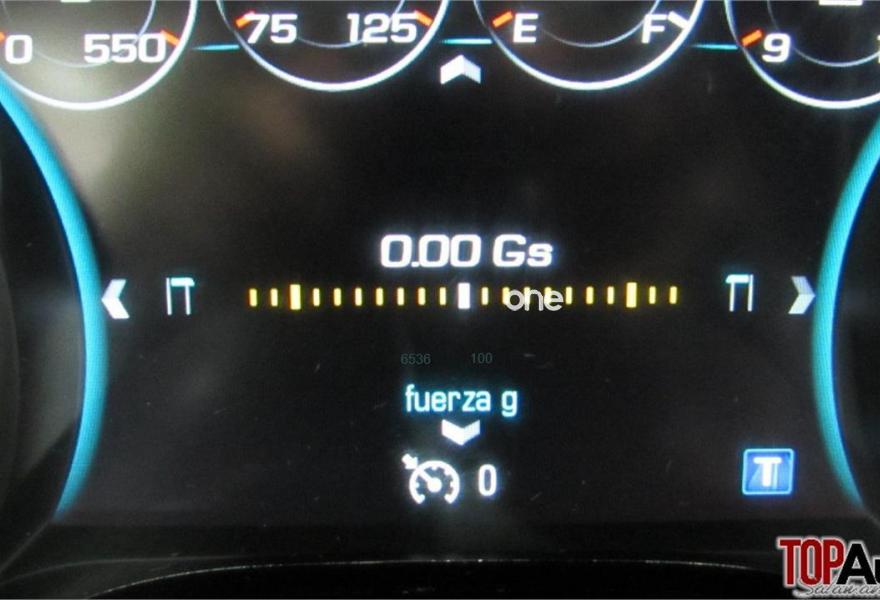 0 550 75 125 E F 9
0.00 Gs
one
6536 100
fuerza g
0
T
TOPA